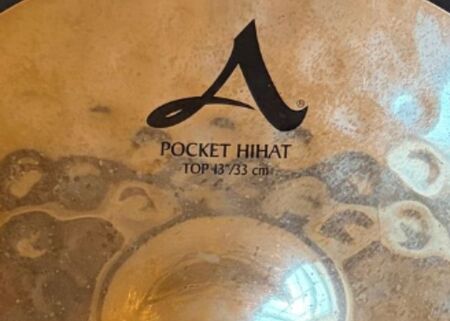 A®
POCKET HIHAT
TOP 13"/33 cm